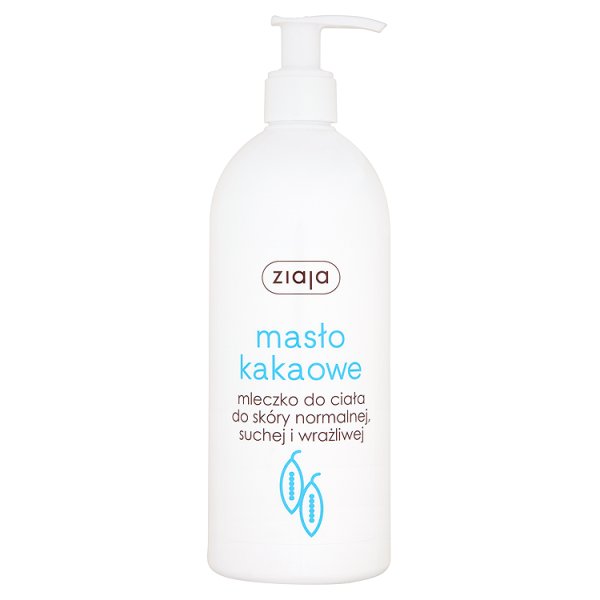 ziaja
masło
kakaowe
mleczko do ciała
do skóry normalnej,
suchej i wrażliwej